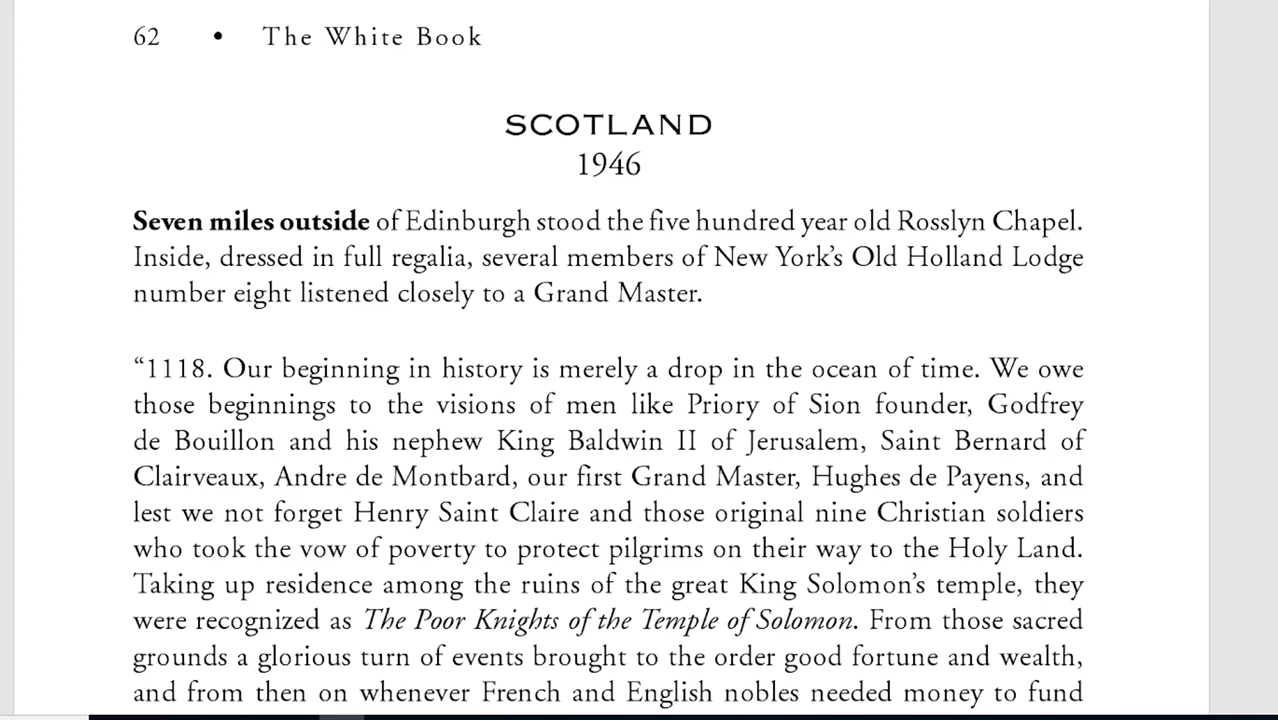 62 • The White Book
SCOTLAND
1946
Seven miles outside of Edinburgh stood the five hundred year old Rosslyn Chapel.
Inside, dressed in full regalia, several members of New York’s Old Holland Lodge
number eight listened closely to a Grand Master.
“1118. Our beginning in history is merely a drop in the ocean of time. We owe
those beginnings to the visions of men like Priory of Sion founder, Godfrey
de Bouillon and his nephew King Baldwin II of Jerusalem, Saint Bernard of
Clairveaux, Andre de Montbard, our first Grand Master, Hughes de Payens, and
lest we not forget Henry Saint Claire and those original nine Christian soldiers
who took the vow of poverty to protect pilgrims on their way to the Holy Land.
Taking up residence among the ruins of the great King Solomon’s temple, they
were recognized as The Poor Knights of the Temple of Solomon. From those sacred
grounds a glorious turn of events brought to the order good fortune and wealth,
and from then on whenever French and English nobles needed money to fund